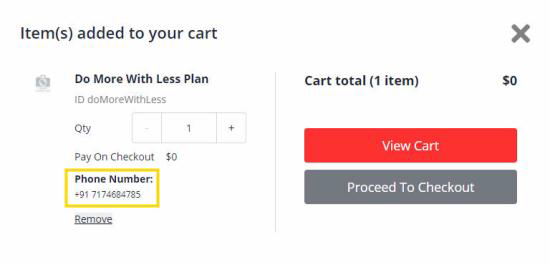 Item(s) added to your cart
Do More With Less Plan
ID doMoreWithLess
Qty - 1 +
Pay On Checkout $0
Phone Number:
+91 7174684785
Remove
Cart total (1 item) $0
View Cart
Proceed To Checkout